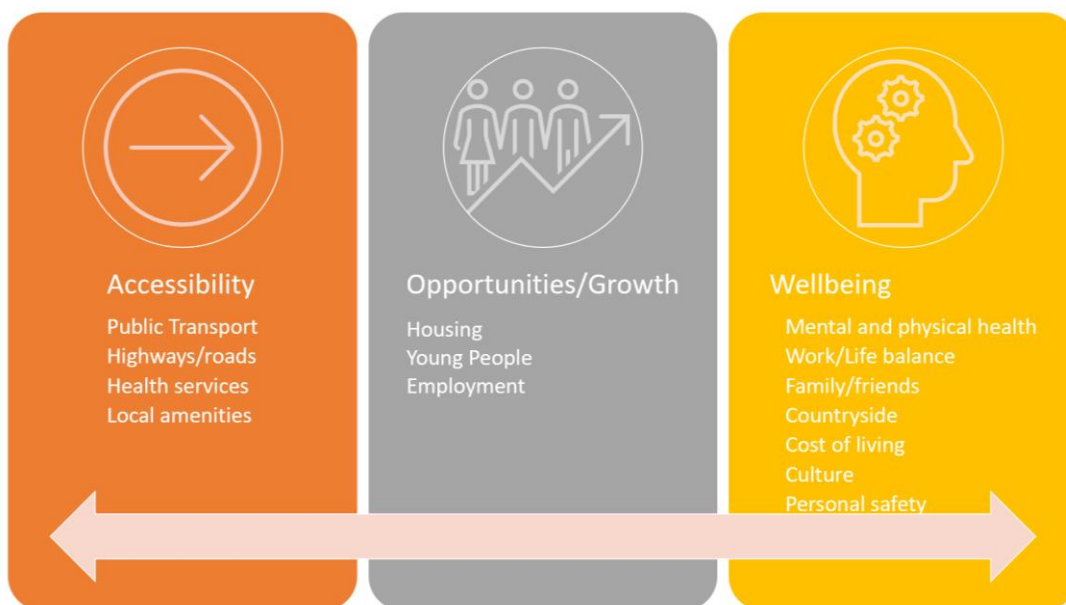 Accessibility
Public Transport
Highways/roads
Health services
Local amenities
Opportunities/Growth
Housing
Young People
Employment
Wellbeing
Mental and physical health
Work/Life balance
Family/friends
Countryside
Cost of living
Culture
Personal safety